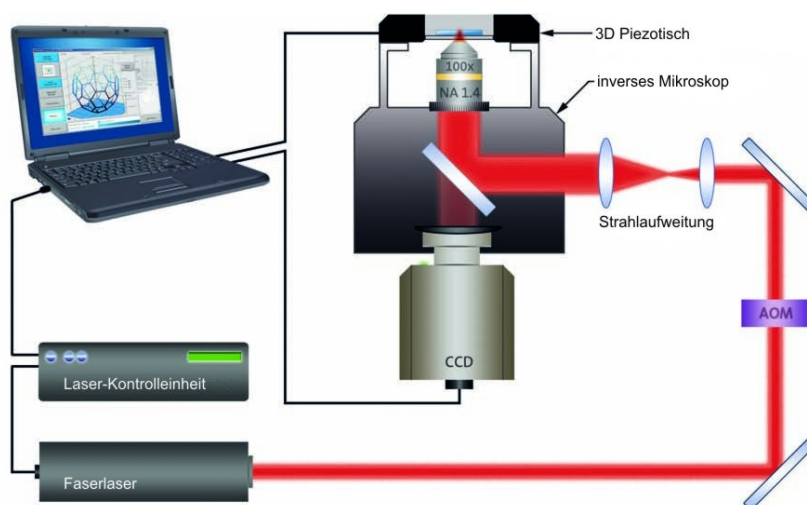 3D Piezotisch
100x
NA 1.4
inverses Mikroskop
Strahlaufweitung
AOM
CCD
Laser-Kontrolleinheit
Faserlaser